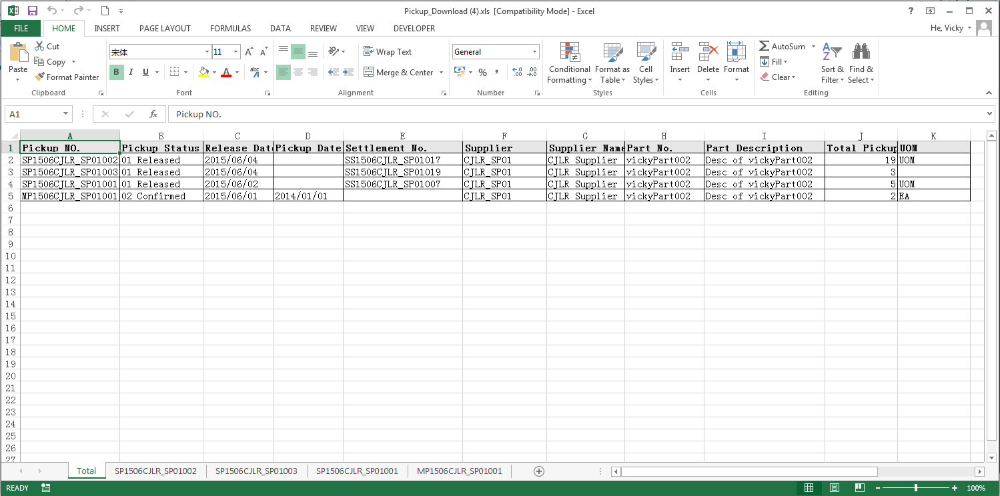 Pickup_Download (4).xls [Compatibility Mode] - Excel
FILE HOME INSERT PAGE LAYOUT FORMULAS DATA REVIEW VIEW DEVELOPER He, Vicky
Paste Cut Copy Format Painter
Clipboard
宋体 11
B I U A abc
Font
Wrap Text
Merge & Center
Alignment
General
% , .0 .00
Number
Conditional Formatting Format as Table Cell Styles
Styles
Insert Delete Format
Cells
AutoSum Fill Clear Sort & Filter Find & Select
Editing
A1 fx Pickup NO.
A B C D E F G H I J K
1 Pickup NO. Pickup Status Release Date Pickup Date Settlement No. Supplier Supplier Name Part No. Part Description Total Pickup UOM
2 SP1506CJLR_SP01002 01 Released 2015/06/04 SS1506CJLR_SP01017 CJLR_SP01 CJLR Supplier vickyPart002 Desc of vickyPart002 19 UOM
3 SP1506CJLR_SP01003 01 Released 2015/06/04 SS1506CJLR_SP01019 CJLR_SP01 CJLR Supplier vickyPart002 Desc of vickyPart002 3
4 SP1506CJLR_SP01001 01 Released 2015/06/02 SS1506CJLR_SP01007 CJLR_SP01 CJLR Supplier vickyPart002 Desc of vickyPart002 5 UOM
5 MP1506CJLR_SP01001 02 Confirmed 2015/06/01 2014/01/01 CJLR_SP01 CJLR Supplier vickyPart002 Desc of vickyPart002 2 EA
6
7
8
9
10
11
12
13
14
15
16
17
18
19
20
21
22
23
24
25
26
27
Total SP1506CJLR_SP01002 SP1506CJLR_SP01003 SP1506CJLR_SP01001 MP1506CJLR_SP01001
READY 100%